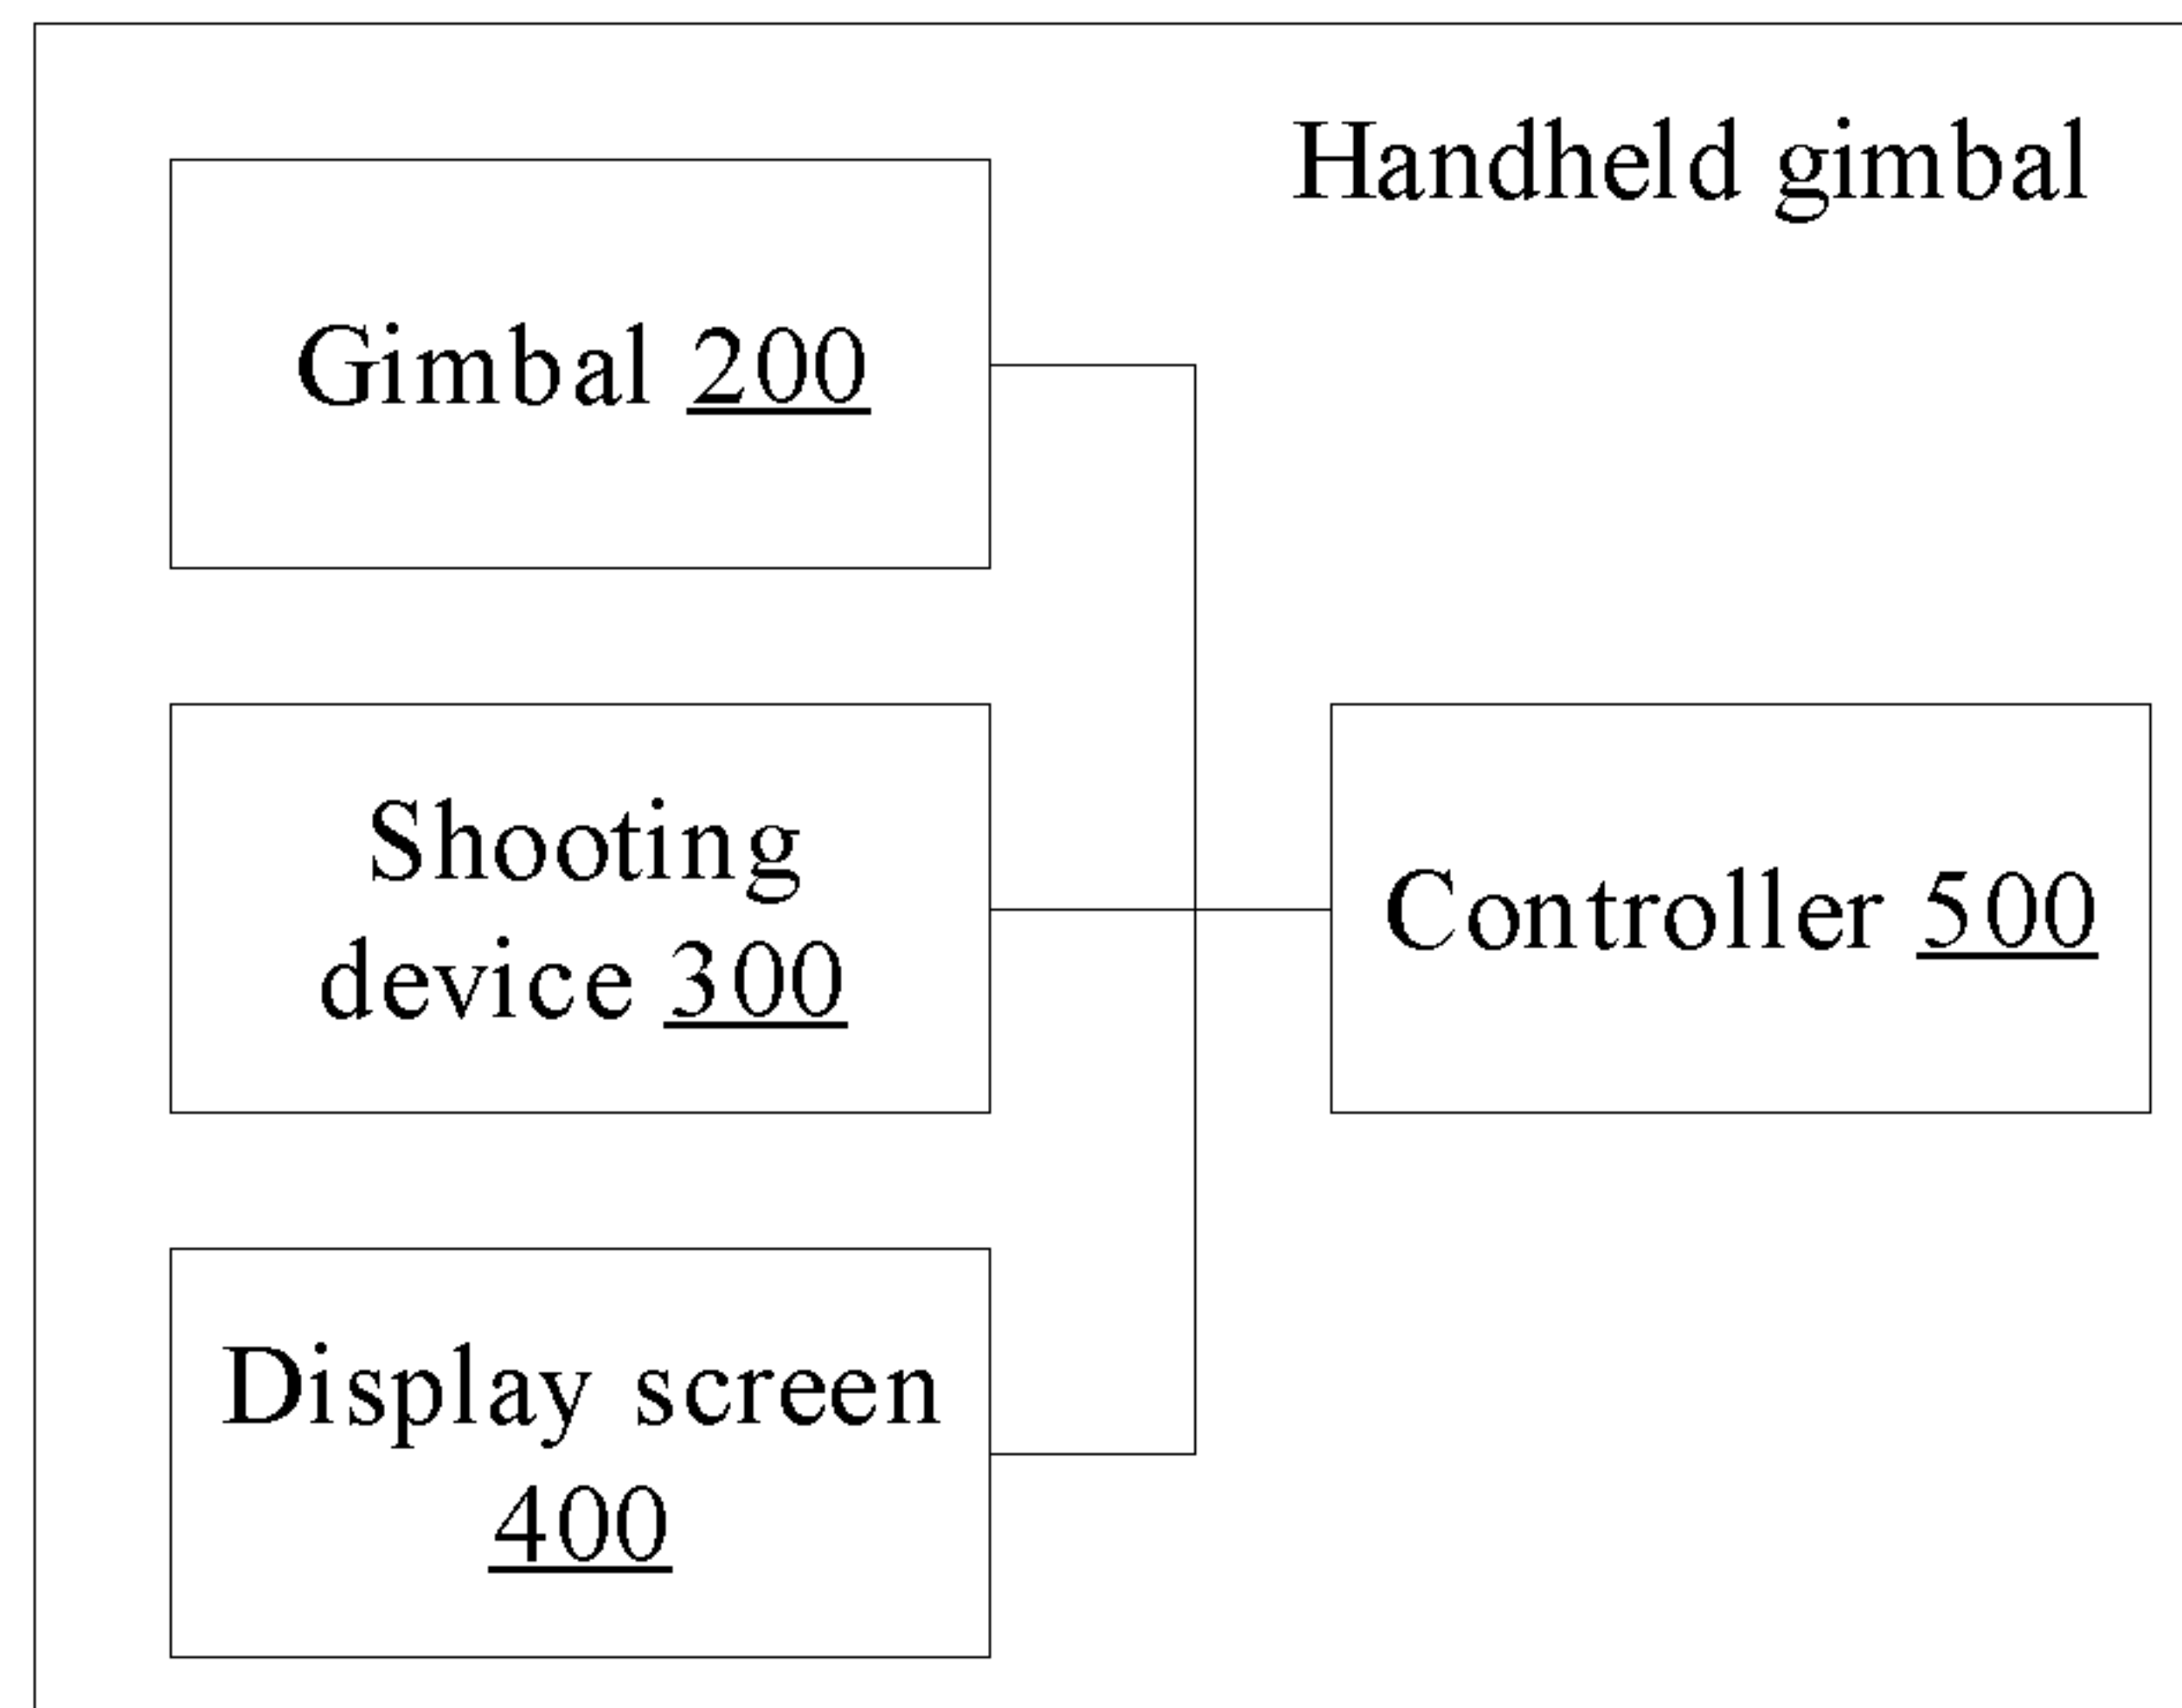 Handheld gimbal
Gimbal 200
Shooting
device 300
Controller 500
Display screen
400